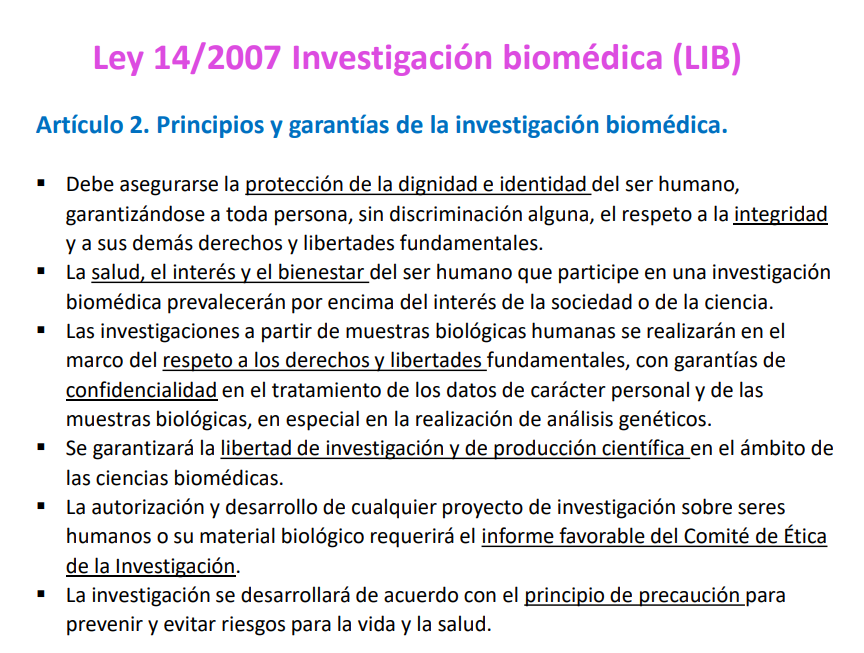 Ley 14/2007 Investigación biomédica (LIB)
Artículo 2. Principios y garantías de la investigación biomédica.
▪ Debe asegurarse la protección de la dignidad e identidad del ser humano,
garantizándose a toda persona, sin discriminación alguna, el respeto a la integridad
y a sus demás derechos y libertades fundamentales.
▪ La salud, el interés y el bienestar del ser humano que participe en una investigación
biomédica prevalecerán por encima del interés de la sociedad o de la ciencia.
▪ Las investigaciones a partir de muestras biológicas humanas se realizarán en el
marco del respeto a los derechos y libertades fundamentales, con garantías de
confidencialidad en el tratamiento de los datos de carácter personal y de las
muestras biológicas, en especial en la realización de análisis genéticos.
▪ Se garantizará la libertad de investigación y de producción científica en el ámbito de
las ciencias biomédicas.
▪ La autorización y desarrollo de cualquier proyecto de investigación sobre seres
humanos o su material biológico requerirá el informe favorable del Comité de Ética
de la Investigación.
▪ La investigación se desarrollará de acuerdo con el principio de precaución para
prevenir y evitar riesgos para la vida y la salud.